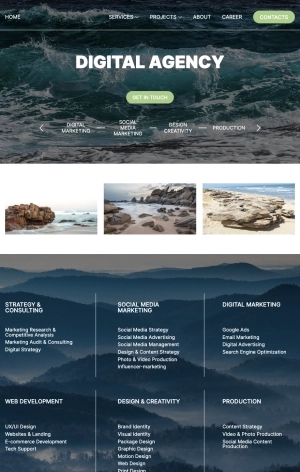 HOME SERVICES PROJECTS ABOUT CAREER CONTACTS
DIGITAL AGENCY
GET IN TOUCH
DIGITAL MARKETING
SOCIAL MEDIA MARKETING
DESIGN CREATIVITY
PRODUCTION
STRATEGY &
CONSULTING
Marketing Research &
Competitive Analysis
Marketing Audit & Consulting
Digital Strategy
SOCIAL MEDIA
MARKETING
Social Media Strategy
Social Media Advertising
Social Media Management
Design & Content Strategy
Photo & Video Production
Influencer-marketing
DIGITAL MARKETING
Google Ads
Email Marketing
Digital Advertising
Search Engine Optimization
WEB DEVELOPMENT
UX/UI Design
Websites & Landing
E-commerce Development
Tech Support
DESIGN & CREATIVITY
Brand Identity
Visual Identity
Package Design
Graphic Design
Motion Design
Web Design
Print Design
PRODUCTION
Content Strategy
Video & Photo Production
Social Media Content
Production